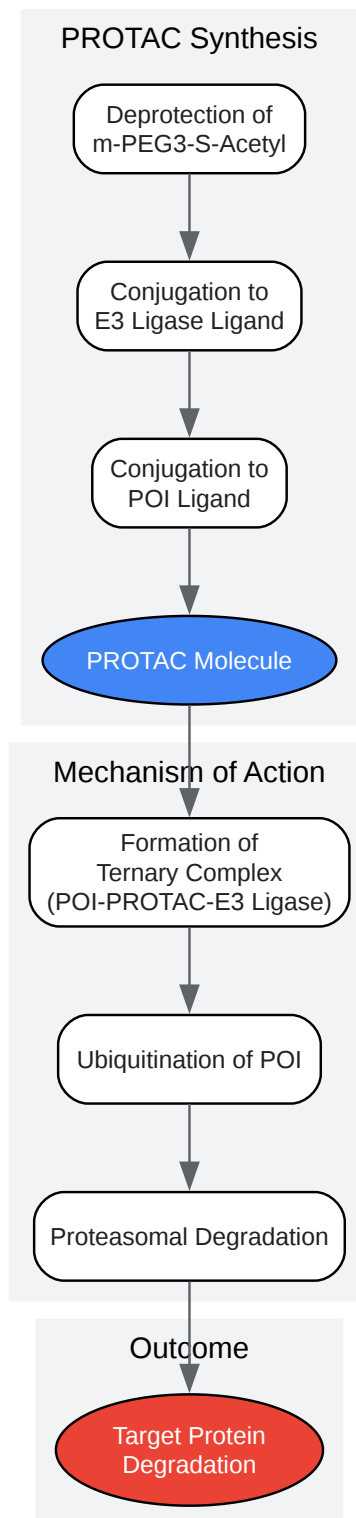 PROTAC Synthesis
Deprotection of
m-PEG3-S-Acetyl
Conjugation to
E3 Ligase Ligand
Conjugation to
POI Ligand
PROTAC Molecule
Mechanism of Action
Formation of
Ternary Complex
(POI-PROTAC-E3 Ligase)
Ubiquitination of POI
Proteasomal Degradation
Outcome
Target Protein
Degradation